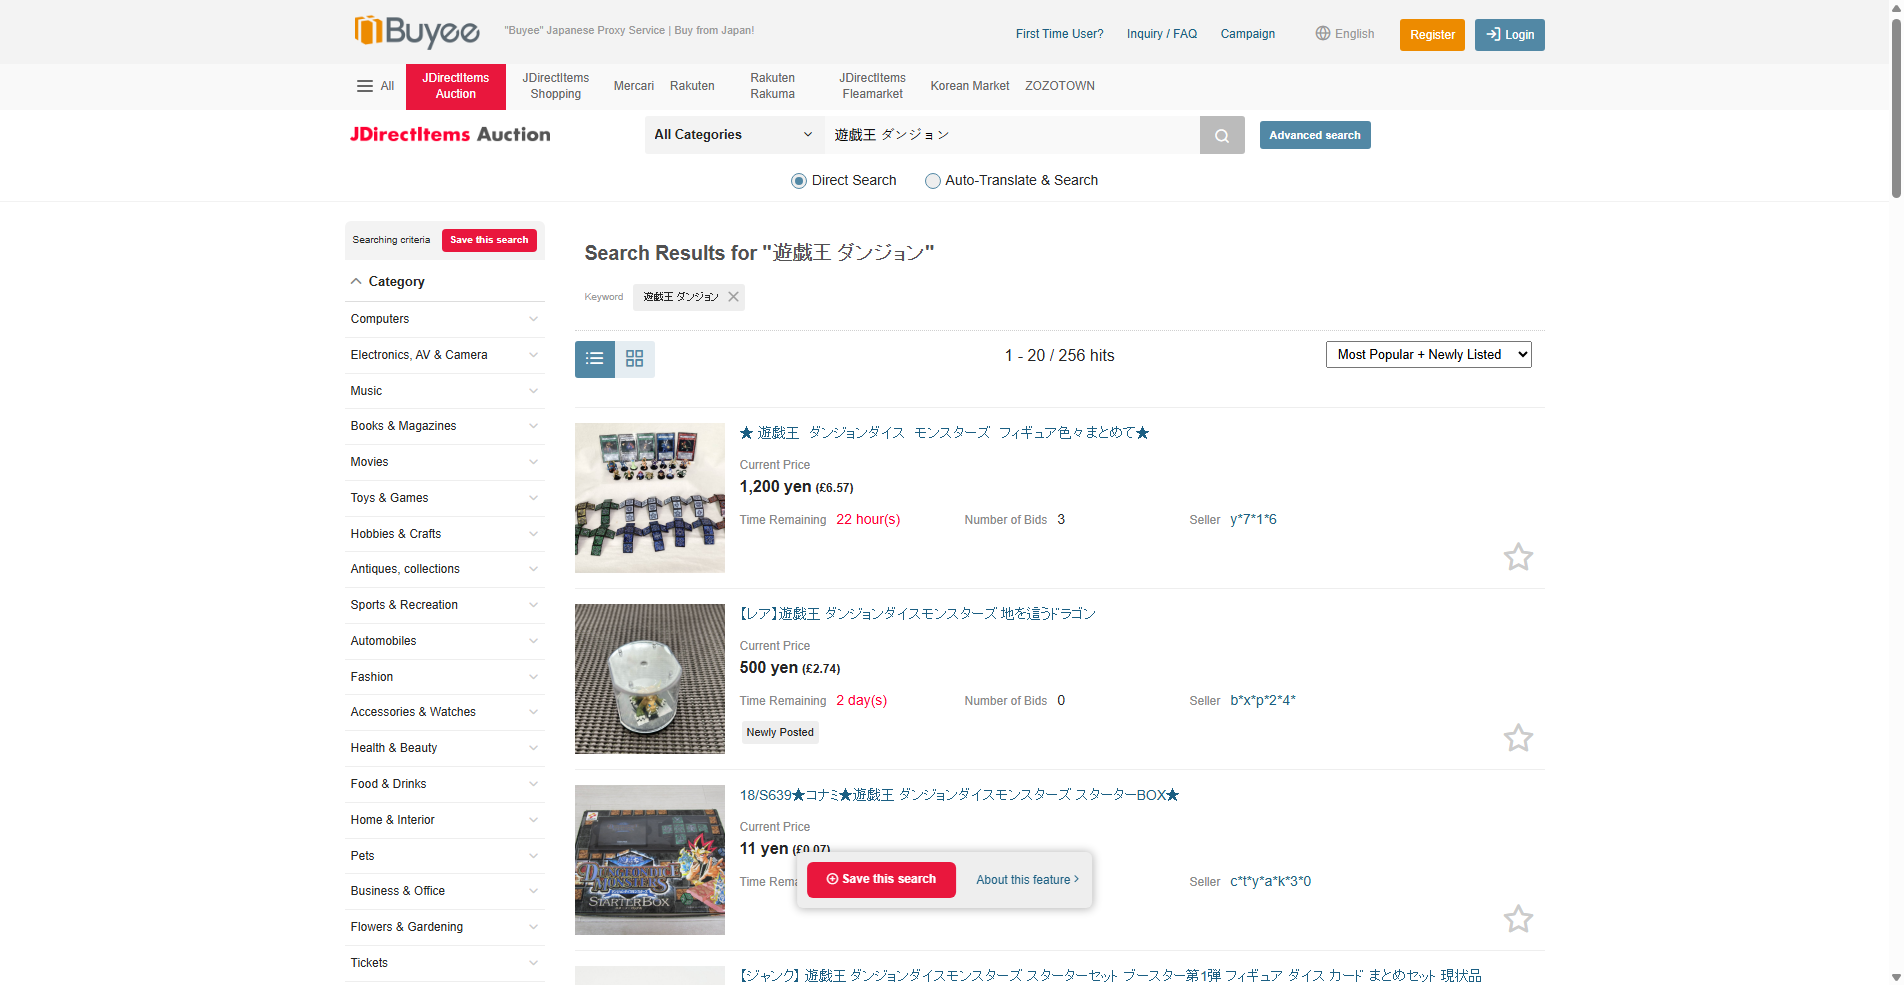 Buyee
"Buyee" Japanese Proxy Service | Buy from Japan!
First Time User?
Inquiry / FAQ
Campaign
English
Register
Login
All
JDirectItems Auction
JDirectItems Shopping
Mercari
Rakuten
Rakuten Rakuma
JDirectItems Fleamarket
Korean Market
ZOZOTOWN
JDirectItems Auction
All Categories
遊戯王 ダンジョン
Advanced search
Direct Search
Auto-Translate & Search
Searching criteria
Save this search
Category
Computers
Electronics, AV & Camera
Music
Books & Magazines
Movies
Toys & Games
Hobbies & Crafts
Antiques, collections
Sports & Recreation
Automobiles
Fashion
Accessories & Watches
Health & Beauty
Food & Drinks
Home & Interior
Pets
Business & Office
Flowers & Gardening
Tickets
Search Results for "遊戯王 ダンジョン"
Keyword
遊戯王 ダンジョン
1 - 20 / 256 hits
Most Popular + Newly Listed
★ 遊戯王　ダンジョンダイス　モンスターズ　フィギュア色々まとめて★
Current Price
1,200 yen (£6.57)
Time Remaining 22 hour(s)
Number of Bids 3
Seller y*7*1*6
【レア】遊戯王 ダンジョンダイスモンスターズ 地を這うドラゴン
Current Price
500 yen (£2.74)
Time Remaining 2 day(s)
Number of Bids 0
Seller b*x*p*2*4*
Newly Posted
DUNGEON DICE MONSTERS
STARTER BOX
18/S639★コナミ★遊戯王 ダンジョンダイスモンスターズ スターターBOX★
Current Price
11 yen (£0.07)
Time Rema
Seller c*t*y*a*k*3*0
Save this search
About this feature
【ジャンク】 遊戯王 ダンジョンダイスモンスターズ スターターセット ブースター第1弾 フィギュア ダイス カード まとめセット 現状品